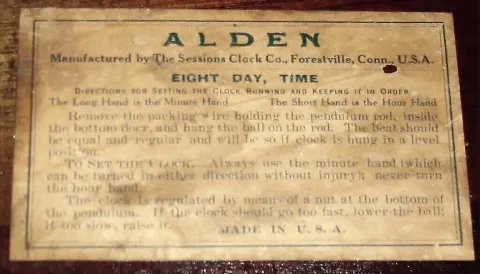 ALDEN
Manufactured by The Sessions Clock Co., Forestville, Conn., U.S.A.
EIGHT DAY, TIME
DIRECTIONS FOR SETTING THE CLOCK RUNNING AND KEEPING IT IN ORDER
The Long Hand is the Minute Hand The Short Hand is the Hour Hand
Remove the packing wire holding the pendulum rod, inside
the bottom door, and hang the ball on the rod. The beat should
be equal and regular and will be so if clock is hung in a level
position.
TO SET THE CLOCK. Always use the minute hand (which
can be turned in either direction without injury); never turn
the hour hand.
The clock is regulated by means of a nut at the bottom of
the pendulum. If the clock should go too fast, lower the ball;
if too slow, raise it.
MADE IN U. S. A.